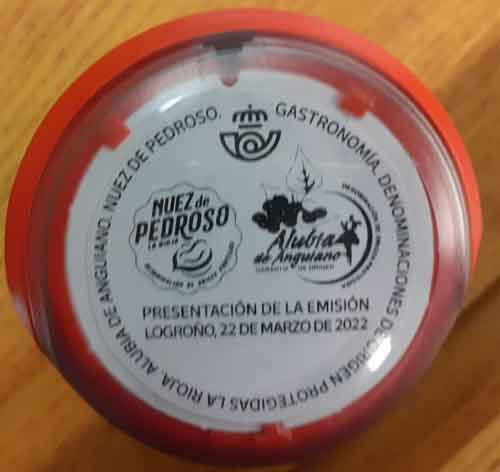 GASTRONOMÍA. DENOMINACIONES DE ORIGEN PROTEGIDAS LA RIOJA. ALUBIA DE ANGUIANO. NUEZ DE PEDROSO.
NUEZ de
PEDROSO
LA RIOJA
Alubia
de Anguiano
PRESENTACIÓN DE LA EMISIÓN
LOGROÑO, 22 DE MARZO DE 2022